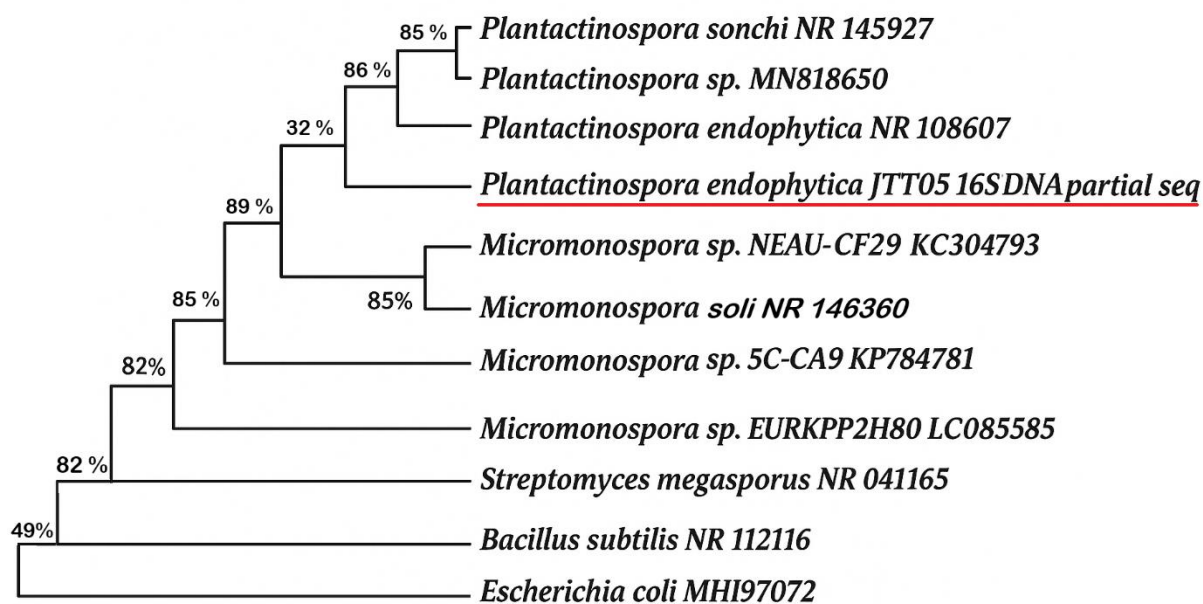 85 %
Plantactinospora sonchi NR 145927
86 %
Plantactinospora sp. MN818650
32 %
Plantactinospora endophytica NR 108607
Plantactinospora endophytica JTT05 16SDNA partial seq
89 %
Micromonospora sp. NEAU-CF29 KC304793
85%
Micromonospora soli NR 146360
85 %
Micromonospora sp. 5C-CA9 KP784781
82%
Micromonospora sp. EURKPP2H80 LC085585
82 %
Streptomyces megasporus NR 041165
49%
Bacillus subtilis NR 112116
Escherichia coli MHI97072